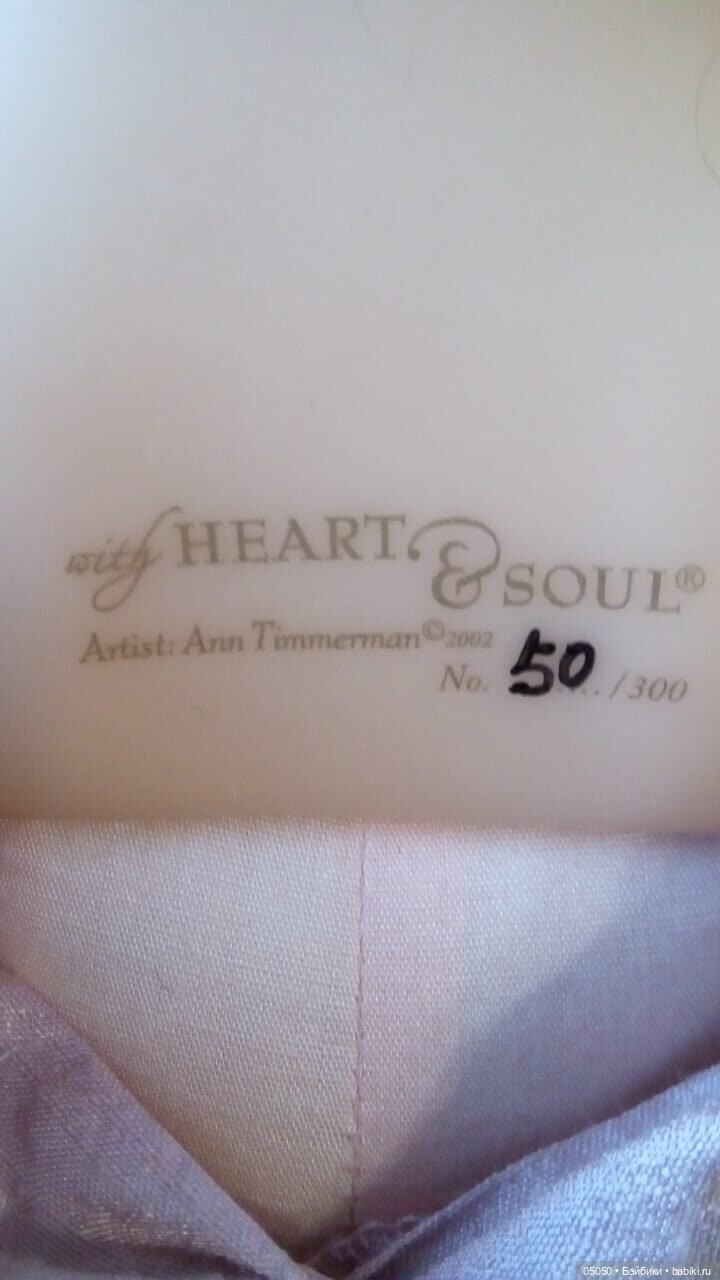 with HEART & SOUL®
Artist: Ann Timmerman©2002
No. 50.../300
05050 • Бэйбики • babiki.ru